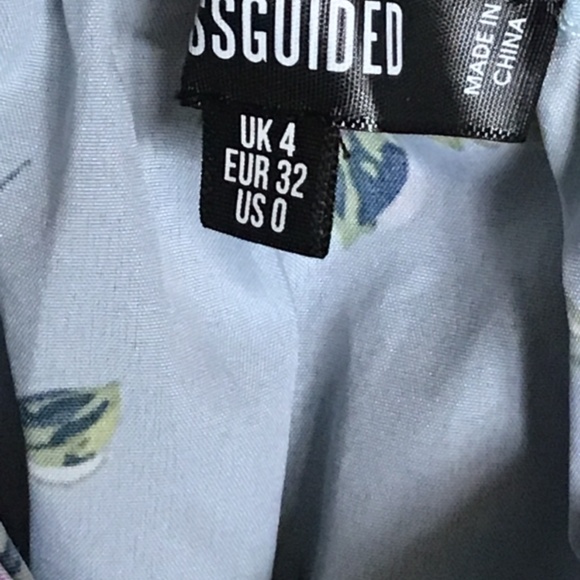 SSGUIDED
MADE IN
CHINA
UK 4
EUR 32
US 0